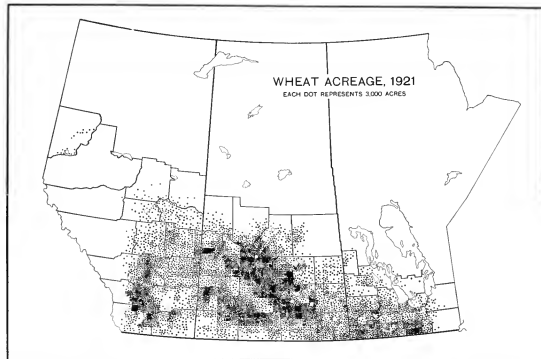 WHEAT ACREAGE, 1921
EACH DOT REPRESENTS 3,000 ACRES